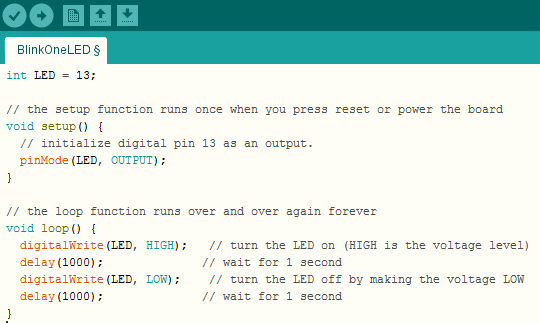 BlinkOneLED §
int LED = 13;
// the setup function runs once when you press reset or power the board
void setup() {
  // initialize digital pin 13 as an output.
  pinMode(LED, OUTPUT);
}
// the loop function runs over and over again forever
void loop() {
  digitalWrite(LED, HIGH);   // turn the LED on (HIGH is the voltage level)
  delay(1000);              // wait for 1 second
  digitalWrite(LED, LOW);    // turn the LED off by making the voltage LOW
  delay(1000);              // wait for 1 second
}